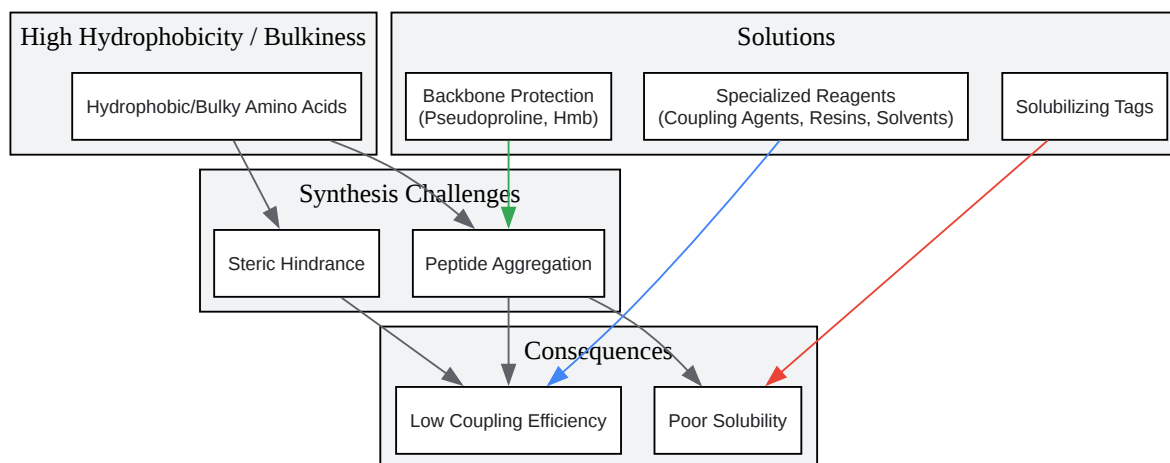 High Hydrophobicity / Bulkiness
Hydrophobic/Bulky Amino Acids
Solutions
Backbone Protection
(Pseudoproline, Hmb)
Specialized Reagents
(Coupling Agents, Resins, Solvents)
Solubilizing Tags
Synthesis Challenges
Steric Hindrance
Peptide Aggregation
Consequences
Low Coupling Efficiency
Poor Solubility